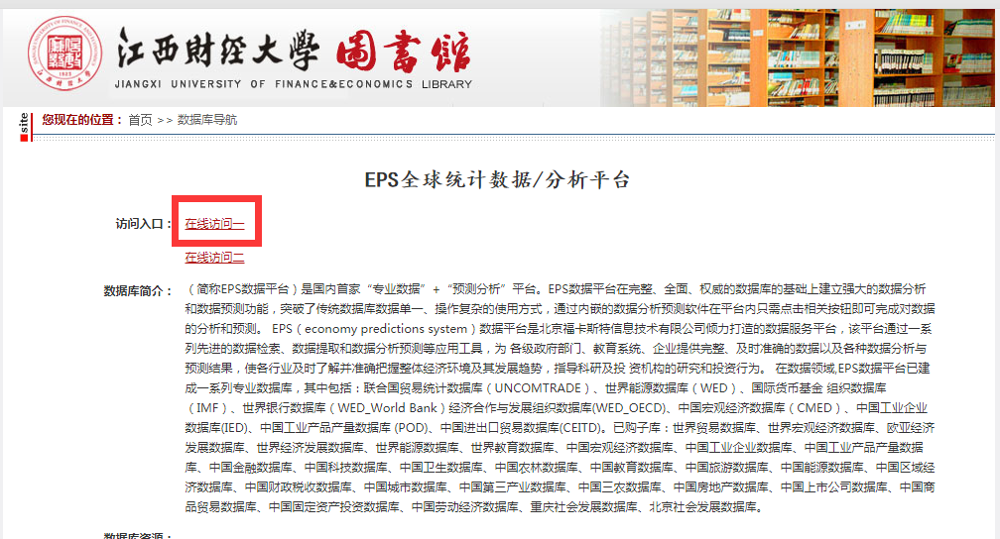 江西财经大学 图书馆
JIANGXI UNIVERSITY OF FINANCE&ECONOMICS LIBRARY
site
您现在的位置： 首页 >> 数据库导航
EPS全球统计数据/分析平台
访问入口： 在线访问一
在线访问二
数据库简介： （简称EPS数据平台）是国内首家“专业数据”+“预测分析”平台。EPS数据平台在完整、全面、权威的数据库的基础上建立强大的数据分析
和数据预测功能，突破了传统数据库数据单一、操作复杂的使用方式，通过内嵌的数据分析预测软件在平台内只需点击相关按钮即可完成对数据
的分析和预测。 EPS（economy predictions system）数据平台是北京福卡斯特信息技术有限公司倾力打造的数据服务平台，该平台通过一系
列先进的数据检索、数据提取和数据分析预测等应用工具，为 各级政府部门、教育系统、企业提供完整、及时准确的数据以及各种数据分析与
预测结果，使各行业及时了解并准确把握整体经济环境及其发展趋势，指导科研及投 资机构的研究和投资行为。 在数据领域,EPS数据平台已建
成一系列专业数据库，其中包括：联合国贸易统计数据库（UNCOMTRADE）、世界能源数据库（WED）、国际货币基金 组织数据库
（IMF）、世界银行数据库（WED_World Bank）经济合作与发展组织数据库(WED_OECD)、中国宏观经济数据库（CMED）、中国工业企业
数据库(IED)、中国工业产品产量数据库 (POD)、中国进出口贸易数据库(CEITD)。已购子库：世界贸易数据库、世界宏观经济数据库、欧亚经济
发展数据库、世界经济发展数据库、世界能源数据库、世界教育数据库、中国宏观经济数据库、中国工业企业数据库、中国工业产品产量数据
库、中国金融数据库、中国科技数据库、中国卫生数据库、中国农林数据库、中国教育数据库、中国旅游数据库、中国能源数据库、中国区域经
济数据库、中国财政税收数据库、中国城市数据库、中国第三产业数据库、中国三农数据库、中国房地产数据库、中国上市公司数据库、中国商
品贸易数据库、中国固定资产投资数据库、中国劳动经济数据库、重庆社会发展数据库、北京社会发展数据库。
数据库资源：